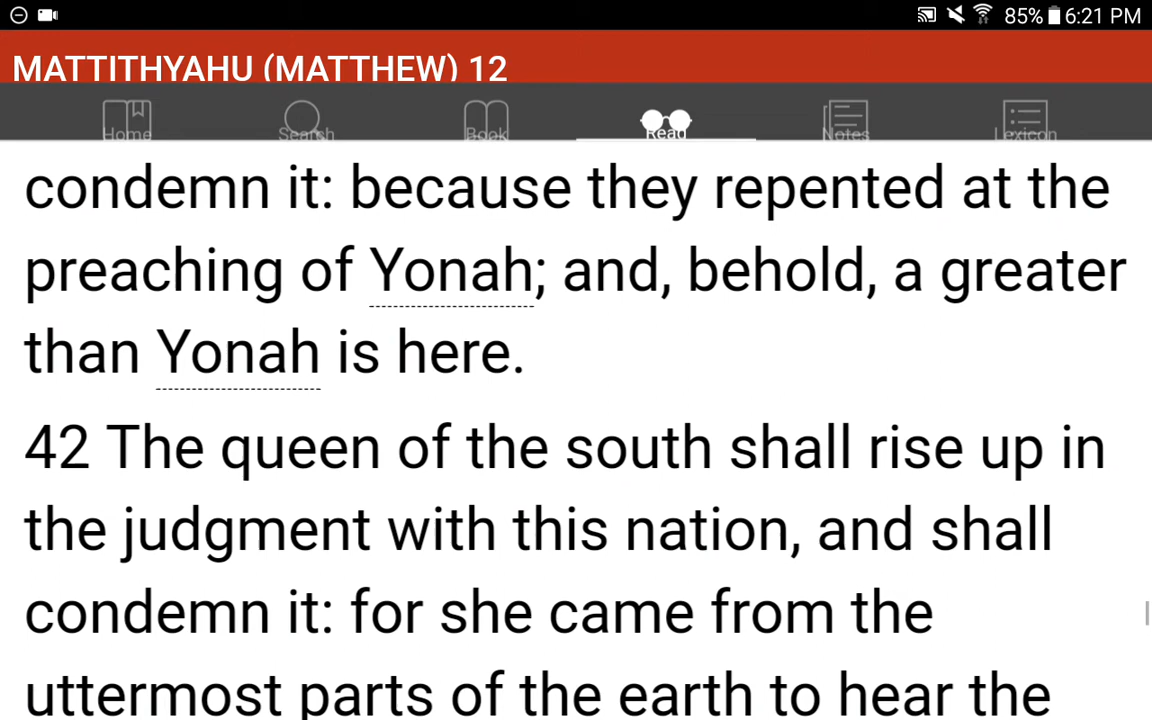 85% 6:21 PM
MATTITHYAHU (MATTHEW) 12
Home Search Book Read Notes Lexicon
condemn it: because they repented at the
preaching of Yonah; and, behold, a greater
than Yonah is here.
42 The queen of the south shall rise up in
the judgment with this nation, and shall
condemn it: for she came from the
uttermost parts of the earth to hear the